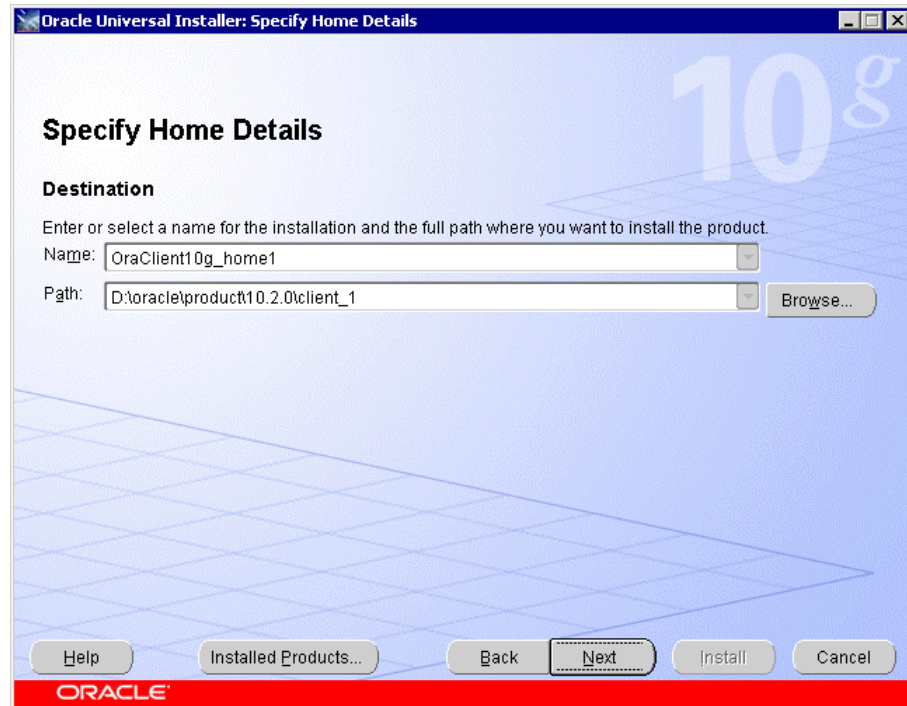 Oracle Universal Installer: Specify Home Details
10g
Specify Home Details
Destination
Enter or select a name for the installation and the full path where you want to install the product.
Name: OraClient10g_home1
Path: D:\oracle\product\10.2.0\client_1 Browse...
Help Installed Products... Back Next Install Cancel
ORACLE